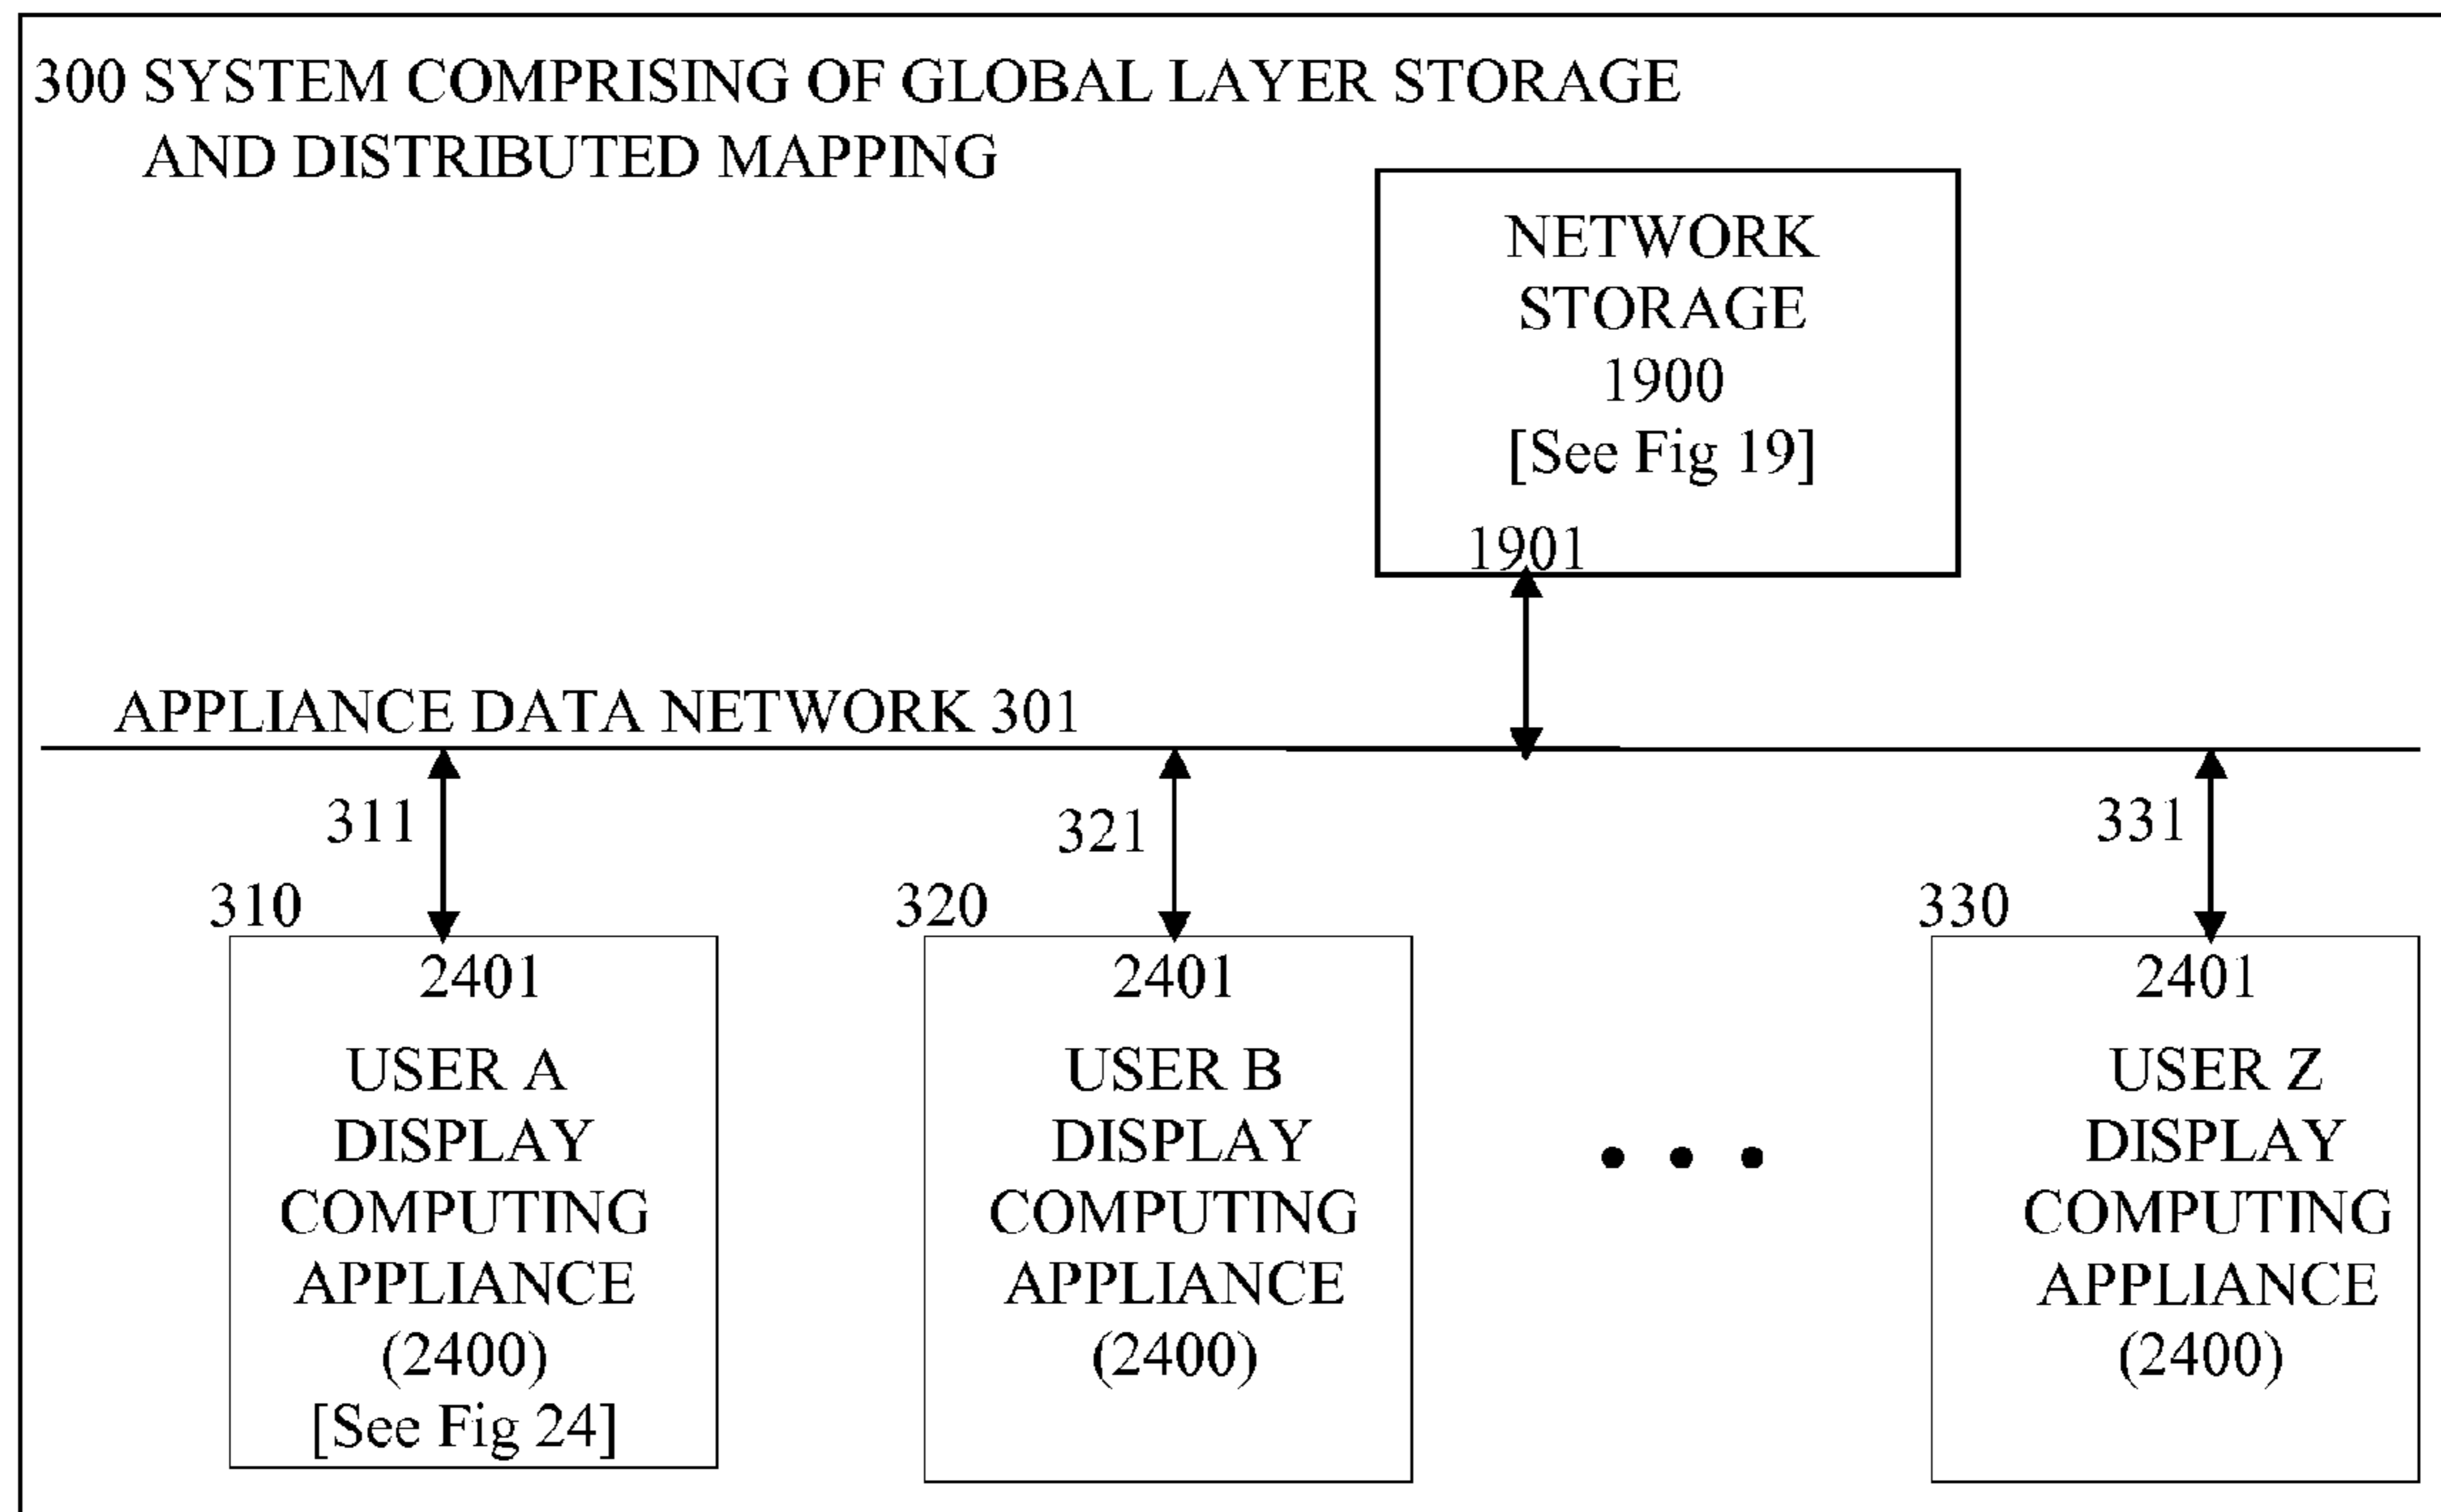 300 SYSTEM COMPRISING OF GLOBAL LAYER STORAGE
AND DISTRIBUTED MAPPING
NETWORK
STORAGE
1900
[See Fig 19]
1901
APPLIANCE DATA NETWORK 301
311
321
331
310
320
330
2401
USER A
DISPLAY
COMPUTING
APPLIANCE
(2400)
[See Fig 24]
2401
USER B
DISPLAY
COMPUTING
APPLIANCE
(2400)
2401
USER Z
DISPLAY
COMPUTING
APPLIANCE
(2400)